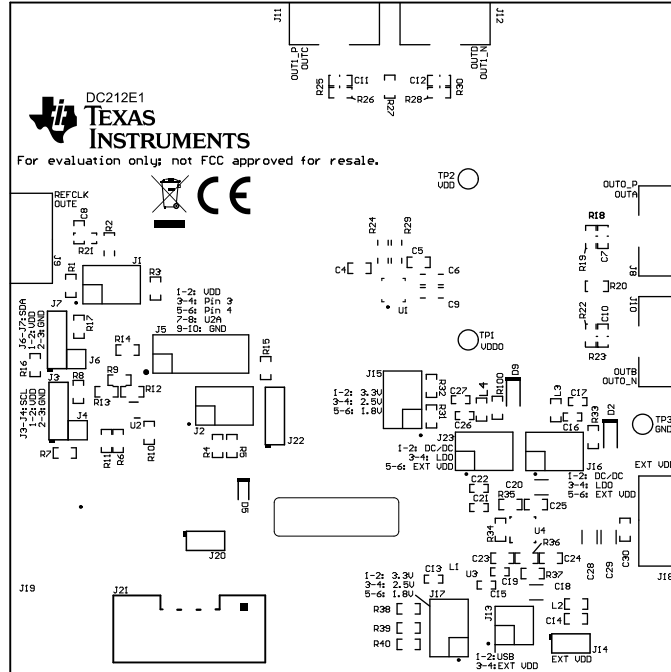 J11
J12
OUT1_P
OUTC
OUTD
OUT1_N
R25
C11
R26
R27
C12
R28
R30
DC212E1
TEXAS
INSTRUMENTS
For evaluation only; not FCC approved for resale.
CE
TP2
VDD
OUT0_P
OUTA
REFCLK
OUTE
C8
R2
R21
J9
R1
J1
R3
R24
R29
C4
C5
C6
C9
U1
R18
R19
C7
J8
R20
J10
R22
C10
R23
OUTB
OUT0_N
J6-J7:SDA
1-2:VDD
2-3:GND
J7
R17
J6
1-2: VDD
3-4: Pin 3
5-6: Pin 4
7-8: U2A
9-10: GND
J5
R14
R15
TP1
VDDO
R16
J3-J4:SCL
1-2:VDD
2-3:GND
J3
R8
J4
R9
R13
R12
U2
R7
R11
R6
R10
J2
R4
R5
J22
J15
1-2: 3.3V
3-4: 2.5V
5-6: 1.8V
R32
R31
C27
C26
L4
R100
D9
L3
C17
C16
R33
D2
TP3
GND
J23
1-2: DC/DC
3-4: LDO
5-6: EXT VDD
J16
1-2: DC/DC
3-4: LDO
5-6: EXT VDD
EXT VDD
J18
D5
J20
C22
C21
C20
R35
C25
R34
U4
R36
C23
C19
R37
C24
C28
C29
C30
J19
J21
1-2: 3.3V
3-4: 2.5V
5-6: 1.8V
J17
C13
L1
U3
C15
C18
R38
R39
R40
J13
1-2:USB
3-4:EXT VDD
L2
C14
J14
EXT VDD